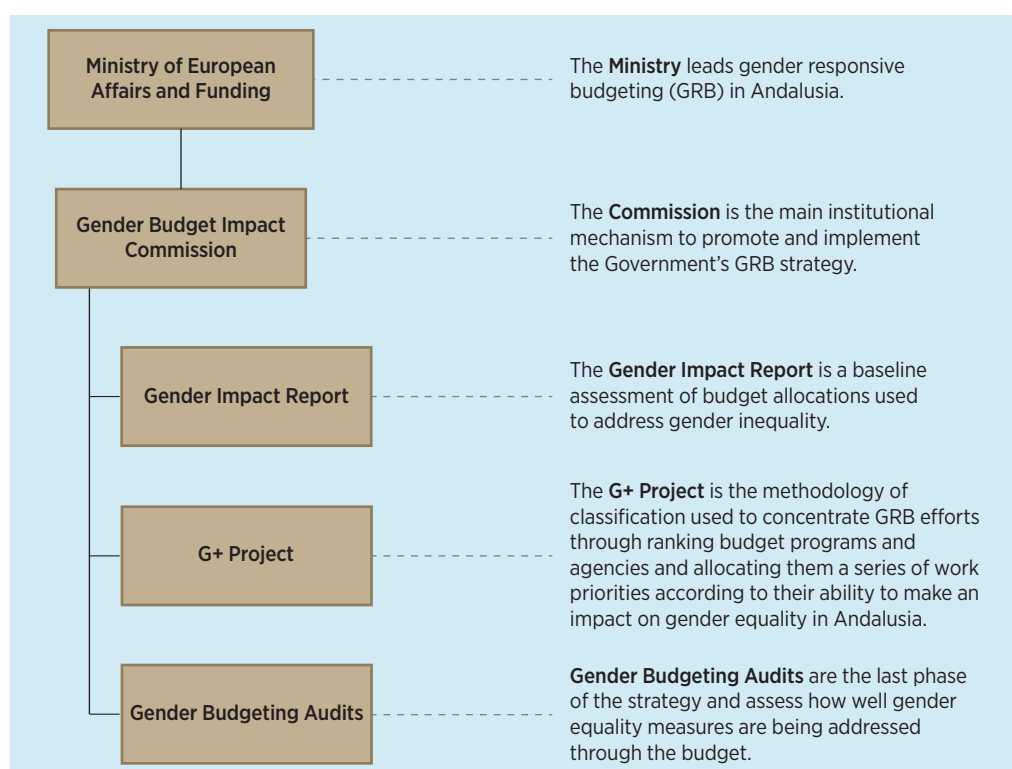 Ministry of European
Affairs and Funding
The Ministry leads gender responsive
budgeting (GRB) in Andalusia.
Gender Budget Impact
Commission
The Commission is the main institutional
mechanism to promote and implement
the Government’s GRB strategy.
Gender Impact Report
The Gender Impact Report is a baseline
assessment of budget allocations used
to address gender inequality.
G+ Project
The G+ Project is the methodology of
classification used to concentrate GRB efforts
through ranking budget programs and
agencies and allocating them a series of work
priorities according to their ability to make an
impact on gender equality in Andalusia.
Gender Budgeting Audits
Gender Budgeting Audits are the last phase
of the strategy and assess how well gender
equality measures are being addressed
through the budget.